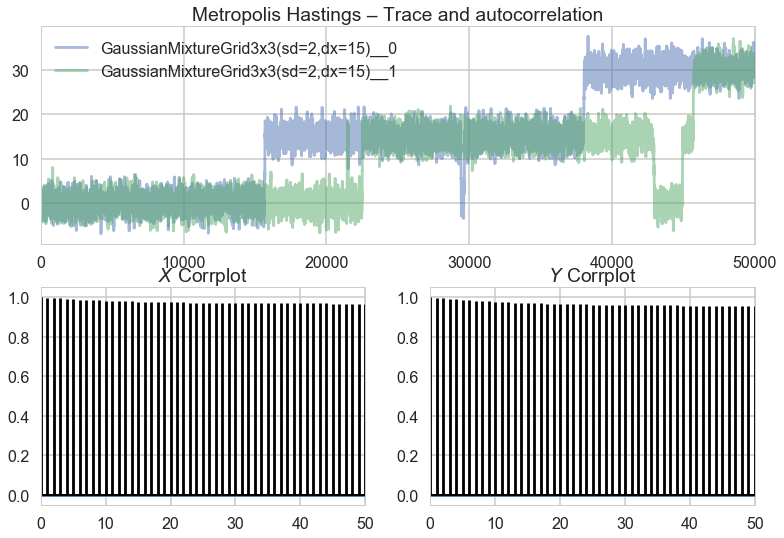 Metropolis Hastings – Trace and autocorrelation
GaussianMixtureGrid3x3(sd=2,dx=15)__0
GaussianMixtureGrid3x3(sd=2,dx=15)__1
30
20
10
0
0 10000 20000 30000 40000 50000
X Corrplot
1.0
0.8
0.6
0.4
0.2
0.0
0 10 20 30 40 50
Y Corrplot
1.0
0.8
0.6
0.4
0.2
0.0
0 10 20 30 40 50